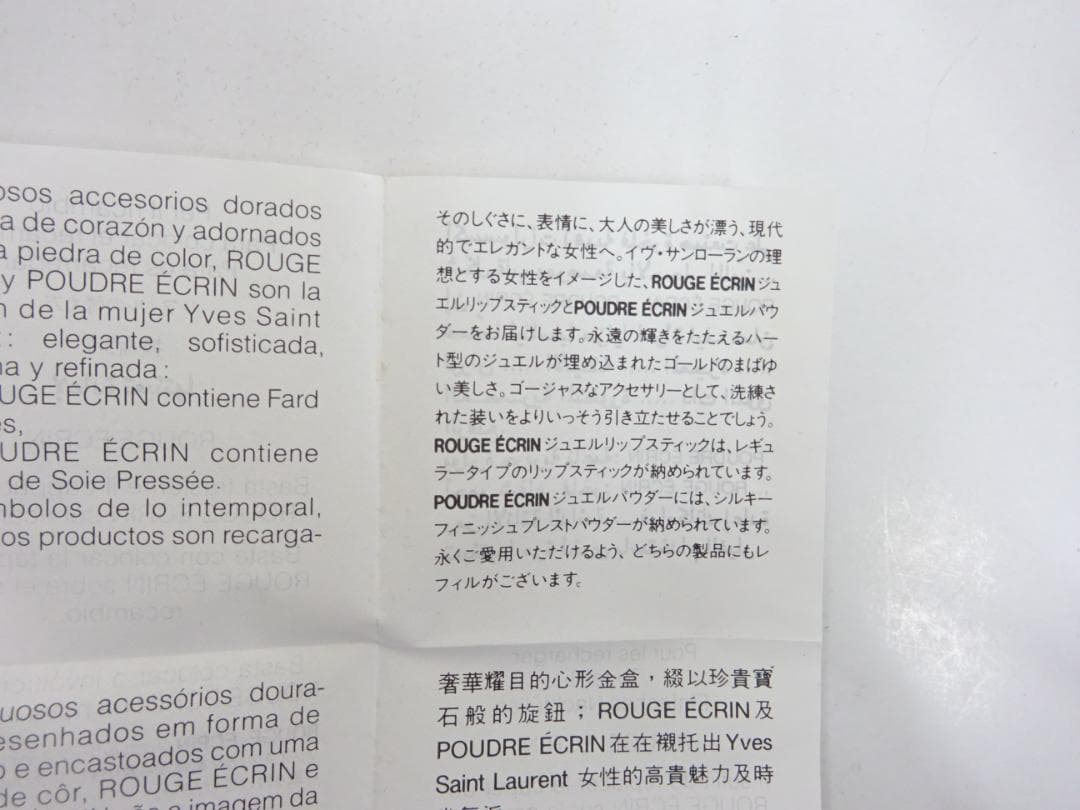 accesorios dorados
de corazón y adornados
piedra de color, ROUGE
y POUDRE ÉCRIN son la
de la mujer Yves Saint
: elegante, sofisticada,
y refinada:
ÉCRIN contiene Fard
ÉCRIN contiene
de Soie Pressée.
de lo intemporal,
productos son recarga-
そのしぐさに、表情に、大人の美しさが漂う、現代
的でエレガントな女性へ。イヴ・サンローランの理
想とする女性をイメージした、ROUGE ÉCRINジュ
エルリップスティックとPOUDRE ÉCRINジュエルパウ
ダーをお届けします。永遠の輝きをたたえるハー
ト型のジュエルが埋め込まれたゴールドのまばゆ
い美しさ。ゴージャスなアクセサリーとして、洗練さ
れた装いをよりいっそう引き立たせることでしょう。
ROUGE ÉCRINジュエルリップスティックは、レギュ
ラータイプのリップスティックが納められています。
POUDRE ÉCRINジュエルパウダーには、シルキー
フィニッシュプレストパウダーが納められています。
永くご愛用いただけるよう、どちらの製品にもレ
フィルがございます。
acessórios doura-
em forma de
e encastoados com uma
de côr, ROUGE ÉCRIN e
imagem da
奢華耀目的心形金盒，綴以珍貴寶
石般的旋鈕；ROUGE ÉCRIN及
POUDRE ÉCRIN在在襯托出Yves
Saint Laurent 女性的高貴魅力及時